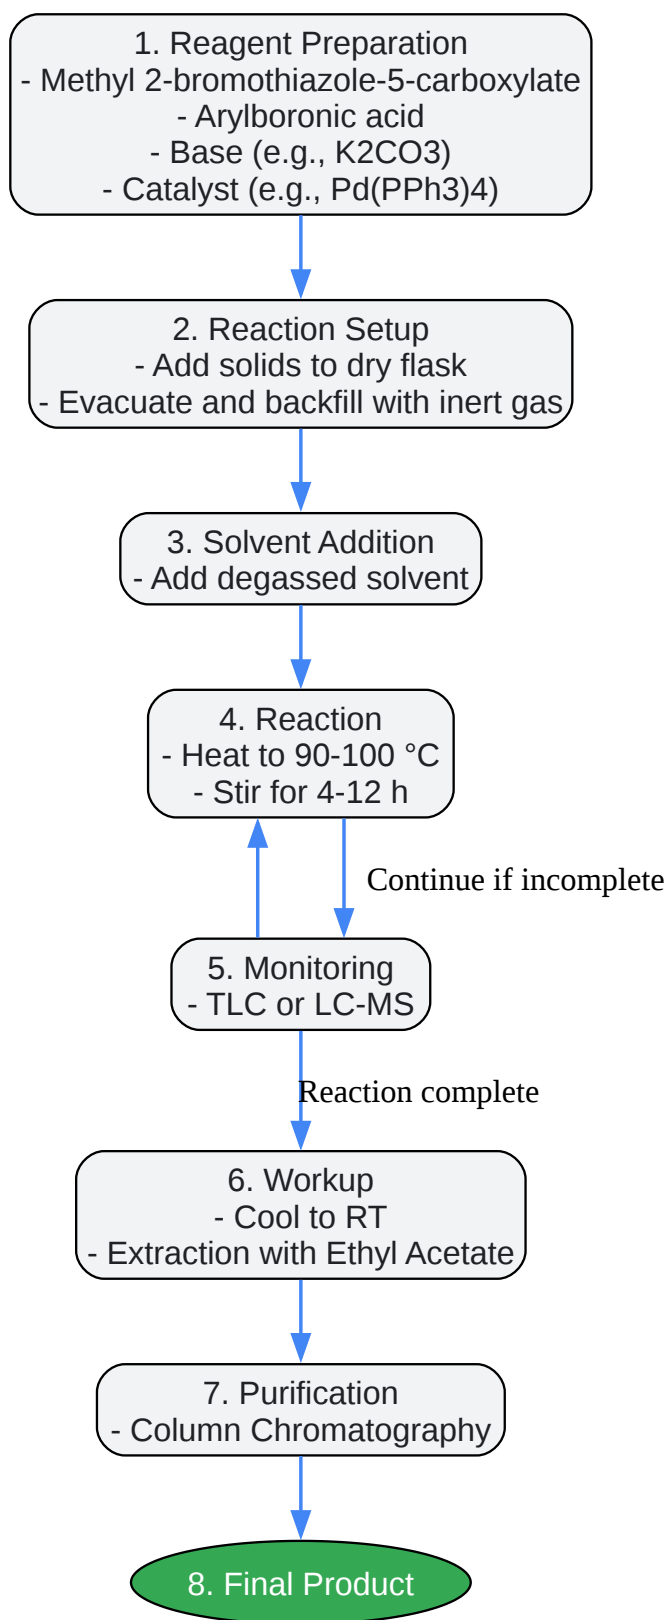 1. Reagent Preparation
- Methyl 2-bromothiazole-5-carboxylate
- Arylboronic acid
- Base (e.g., K2CO3)
- Catalyst (e.g., Pd(PPh3)4)
2. Reaction Setup
- Add solids to dry flask
- Evacuate and backfill with inert gas
3. Solvent Addition
- Add degassed solvent
4. Reaction
- Heat to 90-100 °C
- Stir for 4-12 h
Continue if incomplete
5. Monitoring
- TLC or LC-MS
Reaction complete
6. Workup
- Cool to RT
- Extraction with Ethyl Acetate
7. Purification
- Column Chromatography
8. Final Product